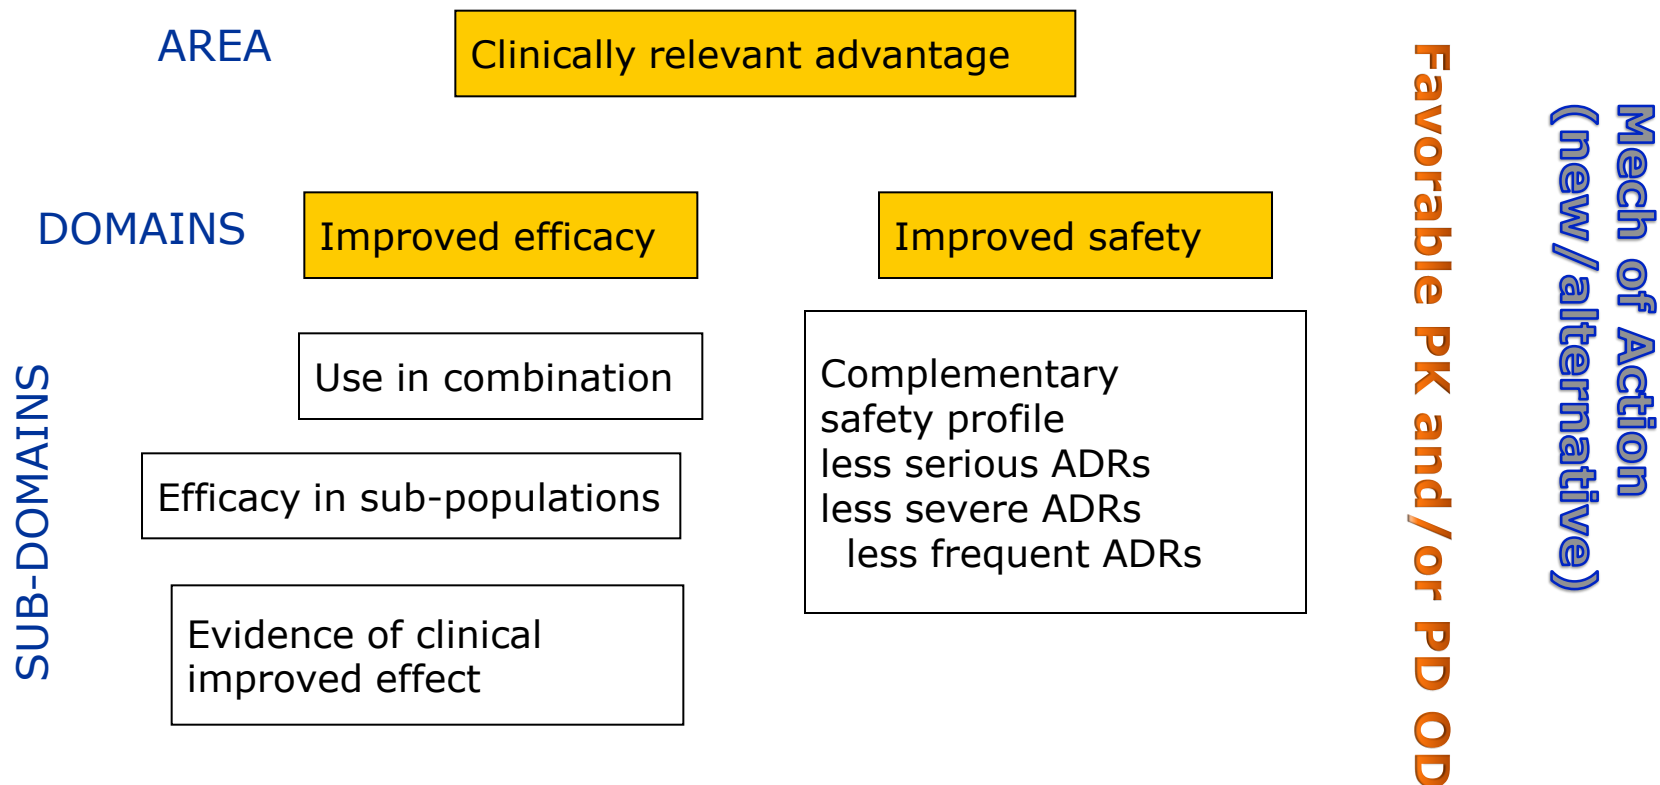 AREA
Clinically relevant advantage
DOMAINS
Improved efficacy
Improved safety
SUB-DOMAINS
Use in combination
Efficacy in sub-populations
Evidence of clinical
improved effect
Complementary
safety profile
less serious ADRs
less severe ADRs
less frequent ADRs
Favorable PK and/or PD OD
Mech of Action
(new/alternative)